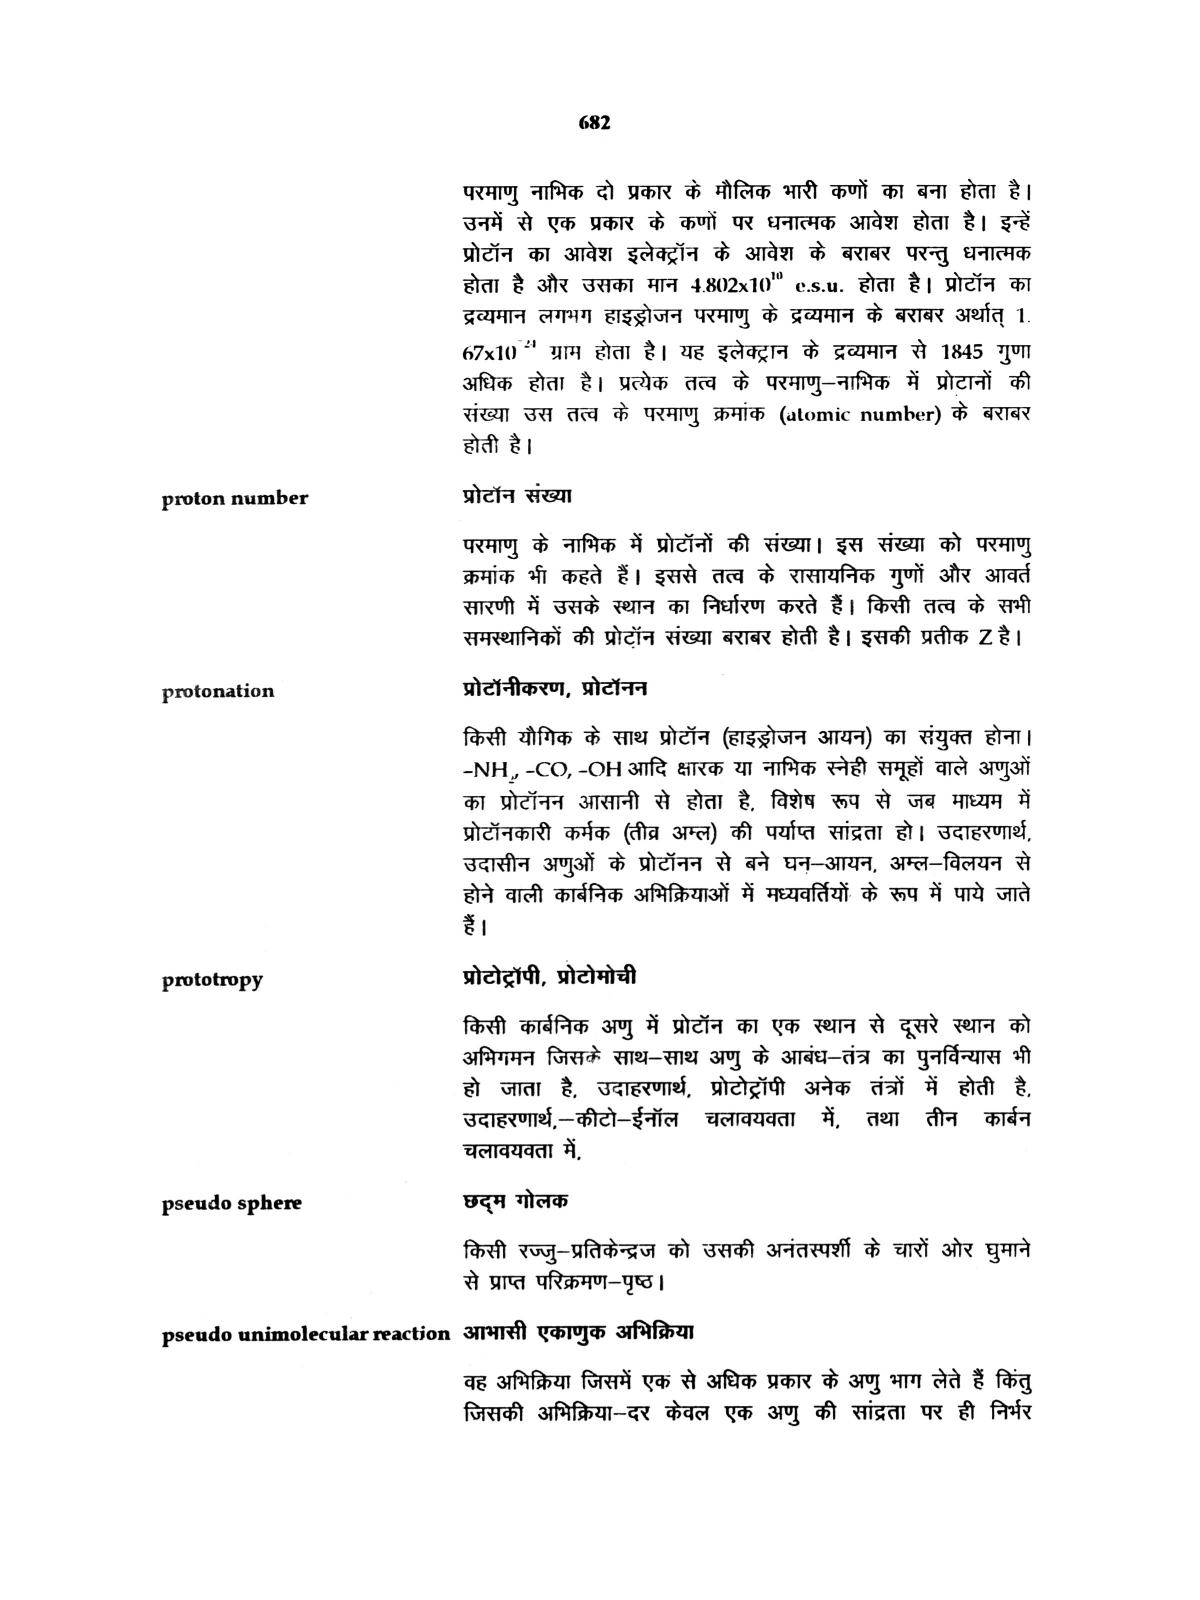 682
परमाणु नाभिक दो प्रकार के मौलिक भारी कणों का बना होता है।
उनमें से एक प्रकार के कणों पर धनात्मक आवेश होता है। इन्हें
प्रोटॉन का आवेश इलेक्ट्रॉन के आवेश के बराबर परन्तु धनात्मक
होता है और उसका मान 4.802x10¹⁰ e.s.u. होता है। प्रोटॉन का
द्रव्यमान लगभग हाइड्रोजन परमाणु के द्रव्यमान के बराबर अर्थात् 1.
67x10 ग्राम होता है। यह इलेक्ट्रान के द्रव्यमान से 1845 गुणा
अधिक होता है। प्रत्येक तत्व के परमाणु–नाभिक में प्रोटानों की
संख्या उस तत्व के परमाणु क्रमांक (atomic number) के बराबर
होती है।
proton number प्रोटॉन संख्या
परमाणु के नाभिक में प्रोटॉनों की संख्या। इस संख्या को परमाणु
क्रमांक भी कहते हैं। इससे तत्व के रासायनिक गुणों और आवर्त
सारणी में उसके स्थान का निर्धारण करते हैं। किसी तत्व के सभी
समस्थानिकों की प्रोटॉन संख्या बराबर होती है। इसकी प्रतीक Z है।
protonation प्रोटॉनीकरण, प्रोटॉनन
किसी यौगिक के साथ प्रोटॉन (हाइड्रोजन आयन) का संयुक्त होना।
-NH₂, -CO, -OH आदि क्षारक या नाभिक स्नेही समूहों वाले अणुओं
का प्रोटॉनन आसानी से होता है, विशेष रूप से जब माध्यम में
प्रोटॉनकारी कर्मक (तीव्र अम्ल) की पर्याप्त सांद्रता हो। उदाहरणार्थ,
उदासीन अणुओं के प्रोटॉनन से बने घन–आयन, अम्ल–विलयन से
होने वाली कार्बनिक अभिक्रियाओं में मध्यवर्तियों के रूप में पाये जाते
हैं।
prototropy प्रोटोट्रॉपी, प्रोटोमोची
किसी कार्बनिक अणु में प्रोटॉन का एक स्थान से दूसरे स्थान को
अभिगमन जिसके साथ–साथ अणु के आबंध–तंत्र का पुनर्विन्यास भी
हो जाता है, उदाहरणार्थ, प्रोटोट्रॉपी अनेक तंत्रों में होती है,
उदाहरणार्थ,–कीटो–ईनॉल चलावयवता में, तथा तीन कार्बन
चलावयवता में,
pseudo sphere छद्म गोलक
किसी रज्जु–प्रतिकेन्द्रज को उसकी अनंतस्पर्शी के चारों ओर घुमाने
से प्राप्त परिक्रमण–पृष्ठ।
pseudo unimolecular reaction आभासी एकाणुक अभिक्रिया
वह अभिक्रिया जिसमें एक से अधिक प्रकार के अणु भाग लेते हैं किंतु
जिसकी अभिक्रिया–दर केवल एक अणु की सांद्रता पर ही निर्भर